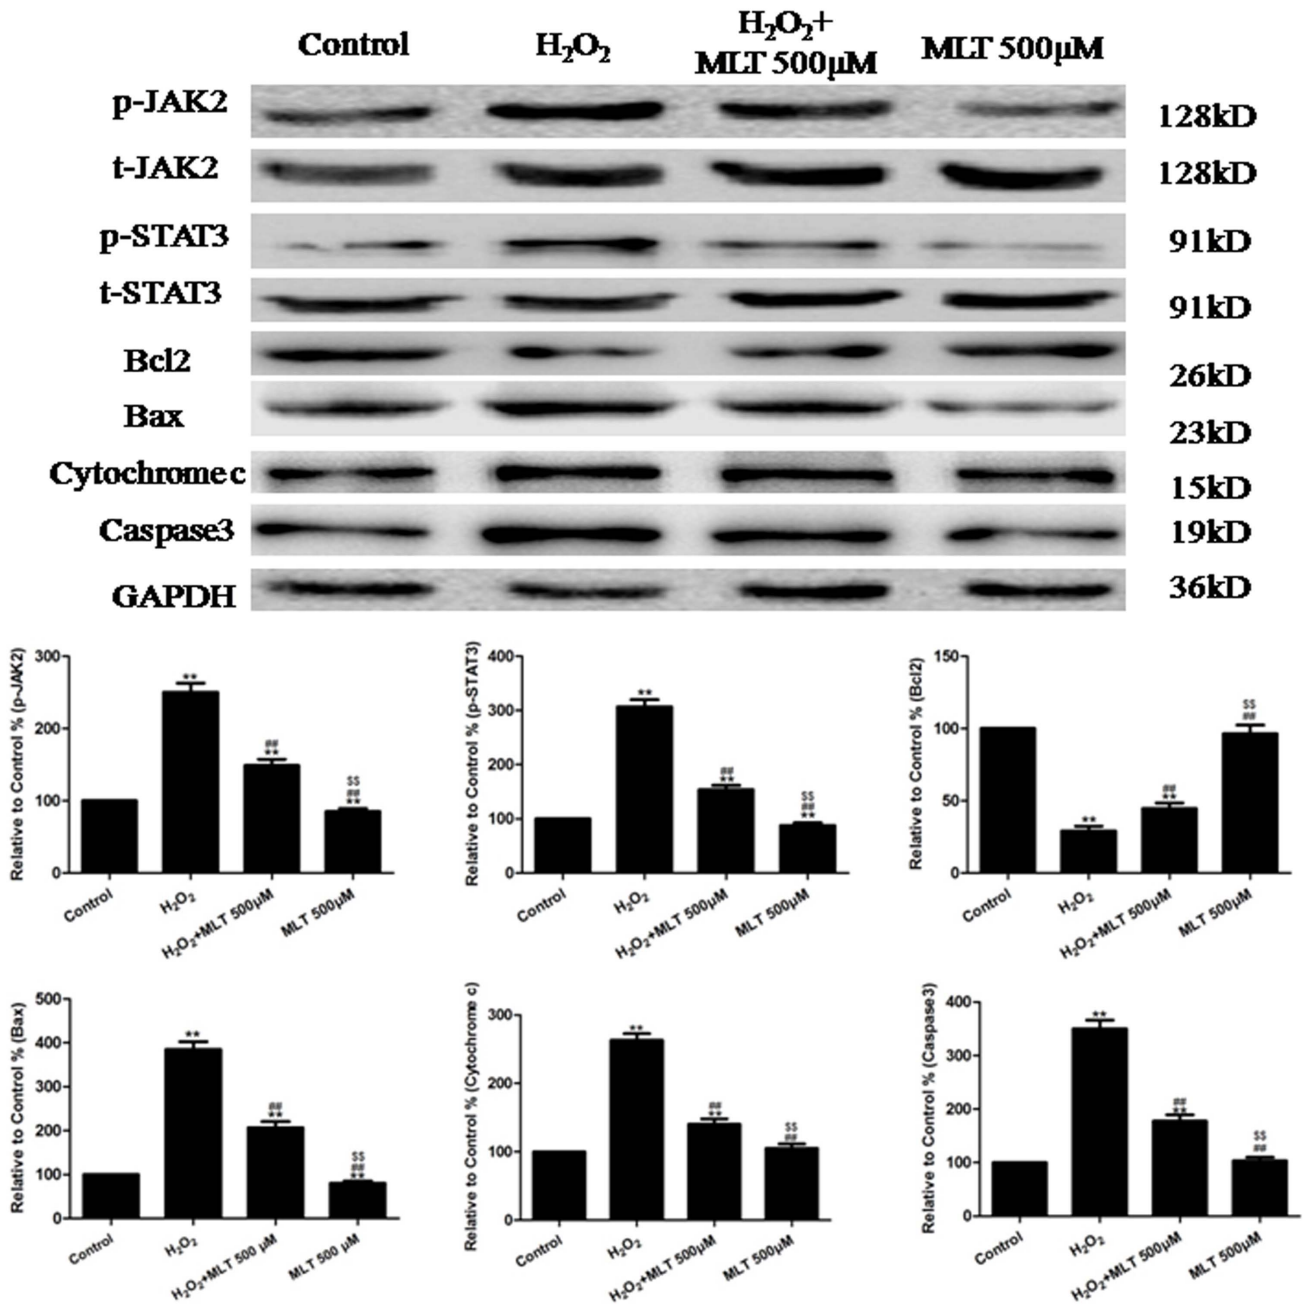 Control
H₂O₂
H₂O₂+
MLT 500μM
MLT 500μM
p-JAK2
128kD
t-JAK2
128kD
p-STAT3
91kD
t-STAT3
91kD
Bcl2
26kD
Bax
23kD
Cytochrome c
15kD
Caspase3
19kD
GAPDH
36kD
Relative to Control % (p-JAK2)
300
200
100
0
**
##
**
$$
##
**
Control
H₂O₂
H₂O₂+MLT 500μM
MLT 500μM
Relative to Control % (p-STAT3)
400
300
200
100
0
**
##
**
$$
##
**
Control
H₂O₂
H₂O₂+MLT 500μM
MLT 500μM
Relative to Control % (Bcl2)
150
100
50
0
**
##
**
$$
##
Control
H₂O₂
H₂O₂+MLT 500μM
MLT 500μM
Relative to Control % (Bax)
500
400
300
200
100
0
**
##
**
$$
##
**
Control
H₂O₂
H₂O₂+MLT 500 μM
MLT 500 μM
Relative to Control % (Cytochrome c)
300
200
100
0
**
##
**
$$
##
Control
H₂O₂
H₂O₂+MLT 500μM
MLT 500μM
Relative to Control % (Caspase3)
400
300
200
100
0
**
##
**
$$
##
Control
H₂O₂
H₂O₂+MLT 500μM
MLT 500μM